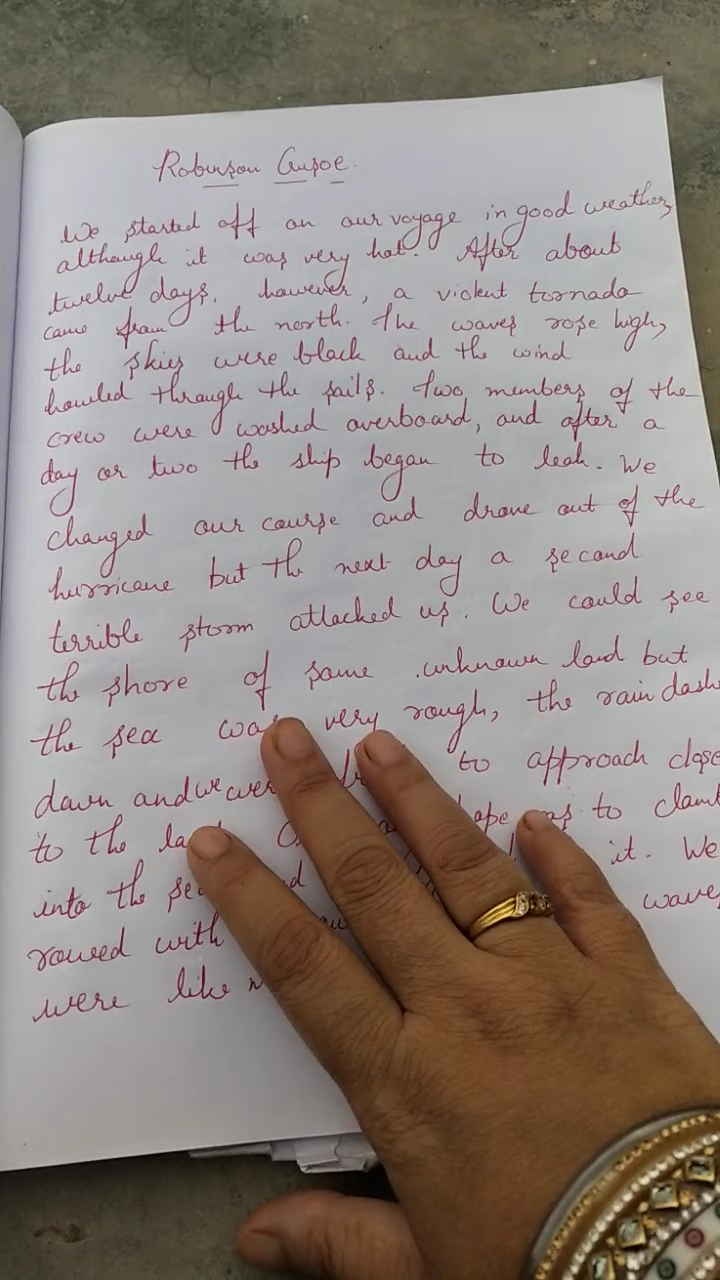 Robinson Crusoe.
We started off on our voyage in good weather,
although it was very hot. After about
twelve days, however, a violent tornado
came from the north. The waves rose high,
the skies were black and the wind
howled through the sails. Two members of the
crew were washed overboard, and after a
day or two the ship began to leak. We
changed our course and drove out of the
hurricane but the next day a second
terrible storm attacked us. We could see
the shore of some unknown land but
the sea was very rough, the rain
down and we to approach
to the to
into the it. We
rowed with
were like